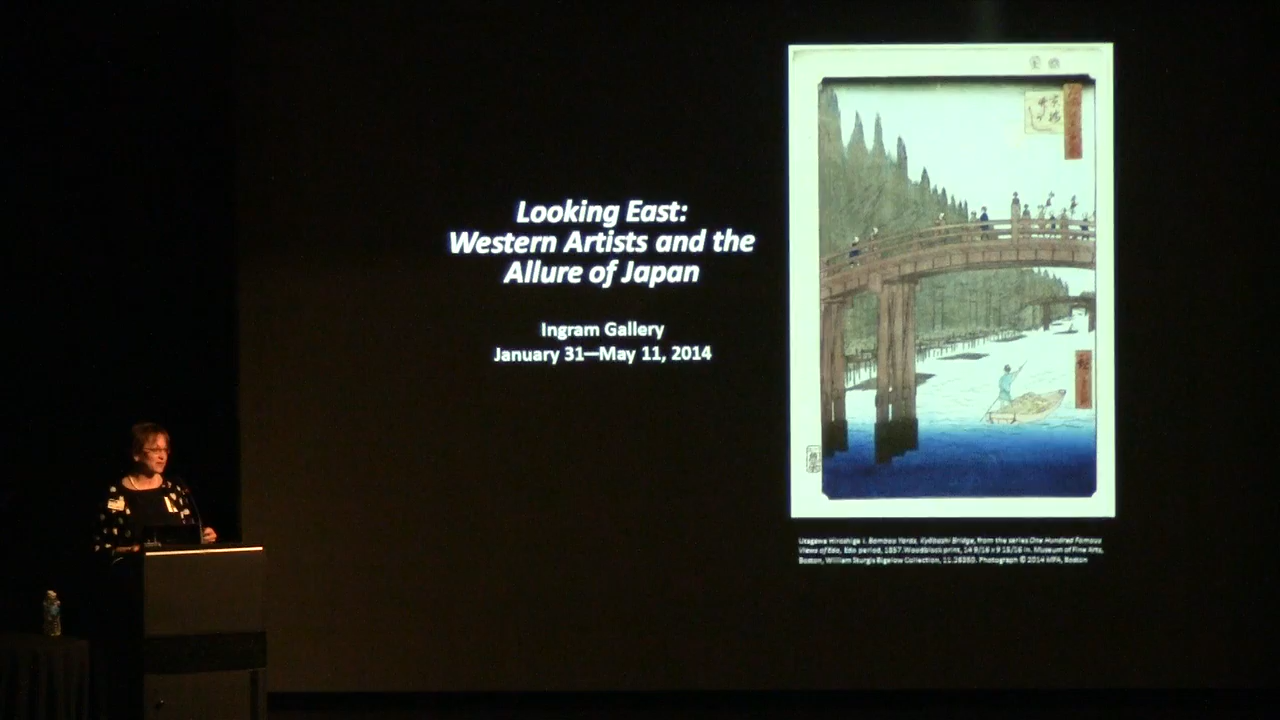 Looking East:
Western Artists and the
Allure of Japan
Ingram Gallery
January 31—May 11, 2014
Utagawa Hiroshige I. Bamboo Yards, Kyōbashi Bridge, from the series One Hundred Famous
Views of Edo, Edo period, 1857. Woodblock print, 14 9/16 x 9 15/16 in. Museum of Fine Arts,
Boston, William Sturgis Bigelow Collection, 11.26350. Photograph © 2014 MFA, Boston